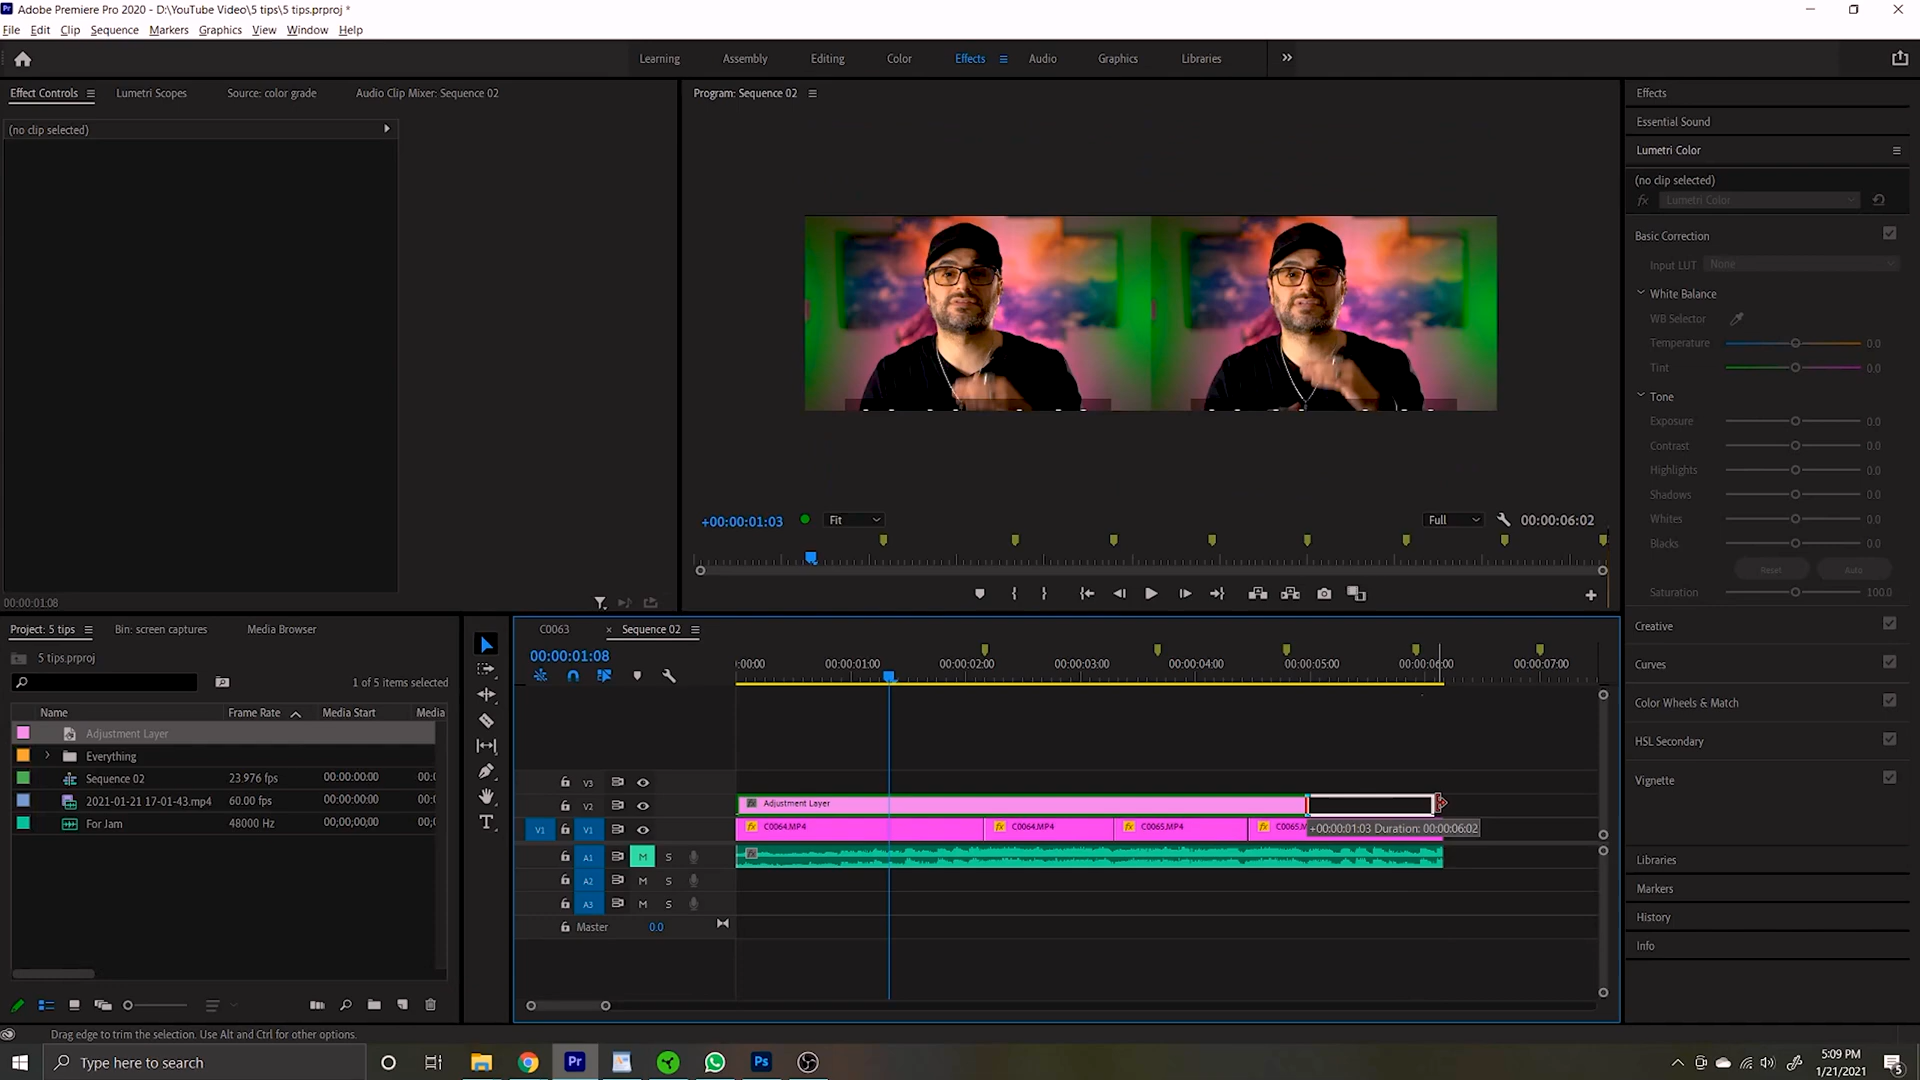 Adobe Premiere Pro 2020 - D:\YouTube Video\5 tips\5 tips.prproj *
File Edit Clip Sequence Markers Graphics View Window Help
Learning Assembly Editing Color Effects Audio Graphics Libraries
Effect Controls Lumetri Scopes Source: color grade Audio Clip Mixer: Sequence 02
Program: Sequence 02
Effects
Essential Sound
Lumetri Color
(no clip selected)
(no clip selected)
fx Lumetri Color
Basic Correction
Input LUT None
White Balance
WB Selector
Temperature 0.0
Tint 0.0
Tone
Exposure 0.0
Contrast 0.0
Highlights 0.0
Shadows 0.0
Whites 0.0
Blacks 0.0
Reset Auto
Saturation 100.0
Creative
Curves
Color Wheels & Match
HSL Secondary
Vignette
Libraries
Markers
History
Info
+00:00:01:03 Fit Full 00:00:06:02
00:00:01:08
Project: 5 tips Bin: screen captures Media Browser
5 tips.prproj
1 of 5 items selected
Name Frame Rate Media Start Media
Adjustment Layer
Everything
Sequence 02 23.976 fps 00:00:00:00 00:(
2021-01-21 17-01-43.mp4 60.00 fps 00:00:00:00 00:(
For Jam 48000 Hz 00;00;00;00 00;(
C0063 × Sequence 02
00:00:01:08
:00:00 00:00:01:00 00:00:02:00 00:00:03:00 00:00:04:00 00:00:05:00 00:00:06:00 00:00:07:00
V3
V2 Adjustment Layer
V1 V1 C0064.MP4 C0064.MP4 C0065.MP4 C0065.M
+00:00:01:03 Duration: 00:00:06:02
A1 M S
A2 M S
A3 M S
Master 0.0
Drag edge to trim the selection. Use Alt and Ctrl for other options.
Type here to search
Pr
Ps
5:09 PM
1/21/2021
5